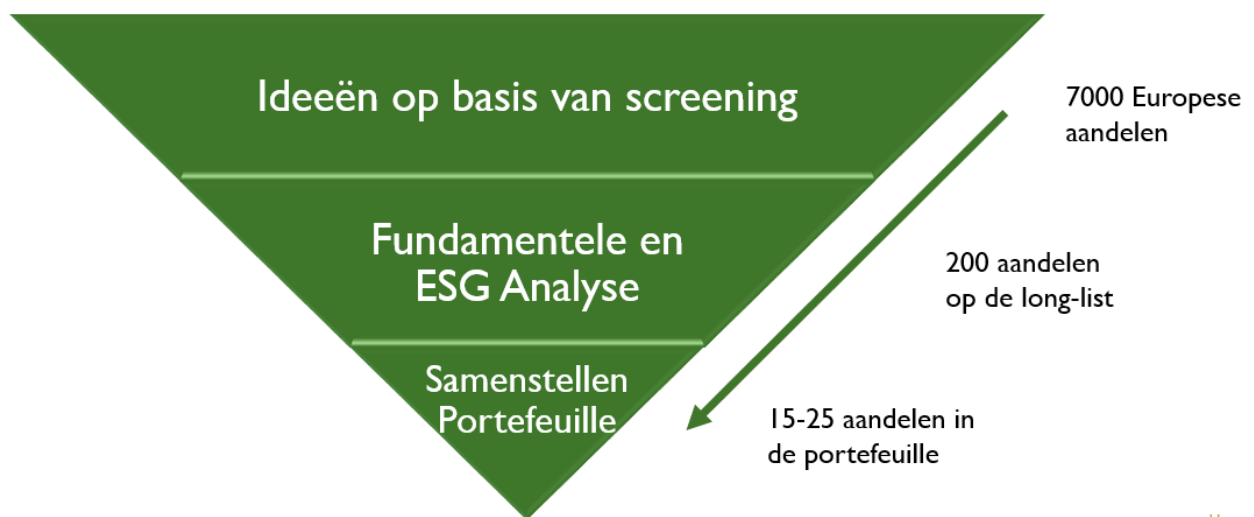 Ideeën op basis van screening
7000 Europese
aandelen
Fundamentele en
ESG Analyse
200 aandelen
op de long-list
Samenstellen
Portefeuille
15-25 aandelen in
de portefeuille